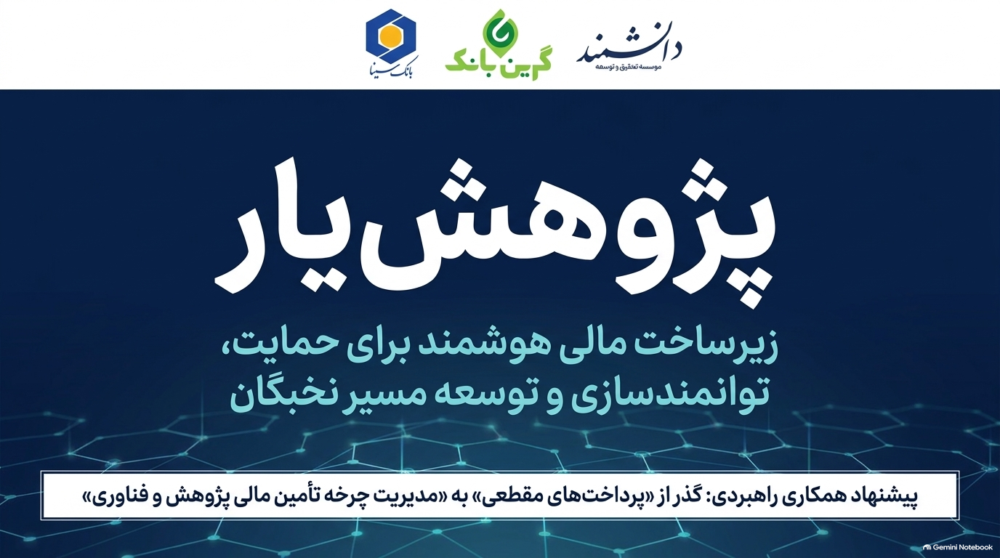 دانشمند
موسسه تحقیق و توسعه
گرین بانک
بانک سینا
پژوهش‌یار
زیرساخت مالی هوشمند برای حمایت،
توانمندسازی و توسعه مسیر نخبگان
پیشنهاد همکاری راهبردی: گذر از «پرداخت‌های مقطعی» به «مدیریت چرخه تأمین مالی پژوهش و فناوری»
Gemini Notebook